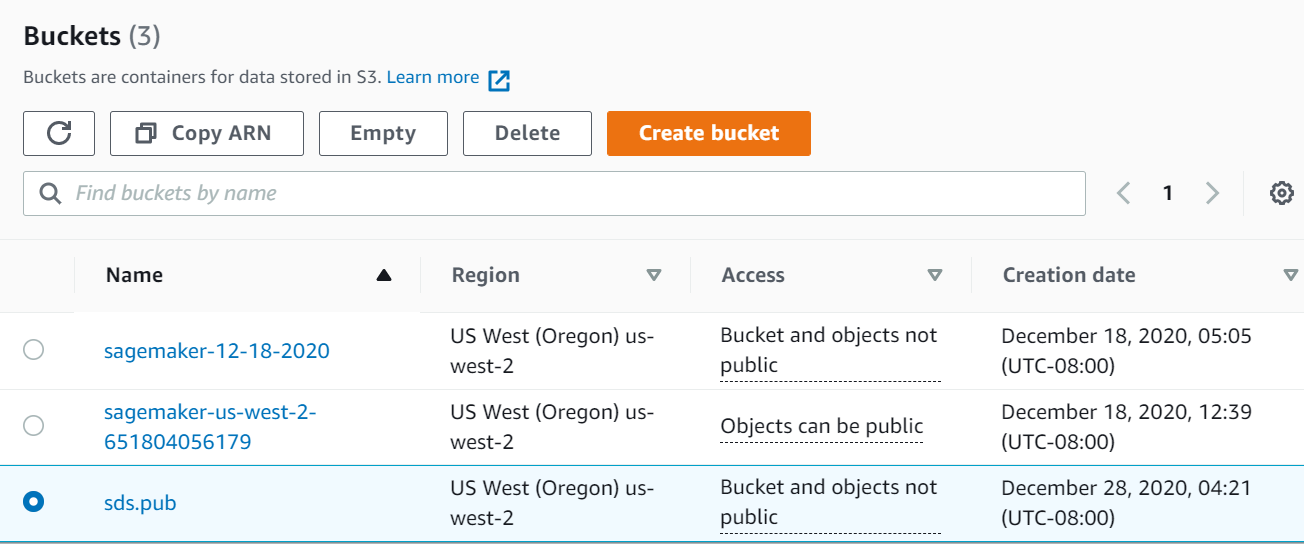 Buckets (3)
Buckets are containers for data stored in S3. Learn more
Copy ARN
Empty
Delete
Create bucket
Find buckets by name
1
Name
Region
Access
Creation date
sagemaker-12-18-2020
US West (Oregon) us-
west-2
Bucket and objects not
public
December 18, 2020, 05:05
(UTC-08:00)
sagemaker-us-west-2-
651804056179
US West (Oregon) us-
west-2
Objects can be public
December 18, 2020, 12:39
(UTC-08:00)
sds.pub
US West (Oregon) us-
west-2
Bucket and objects not
public
December 28, 2020, 04:21
(UTC-08:00)